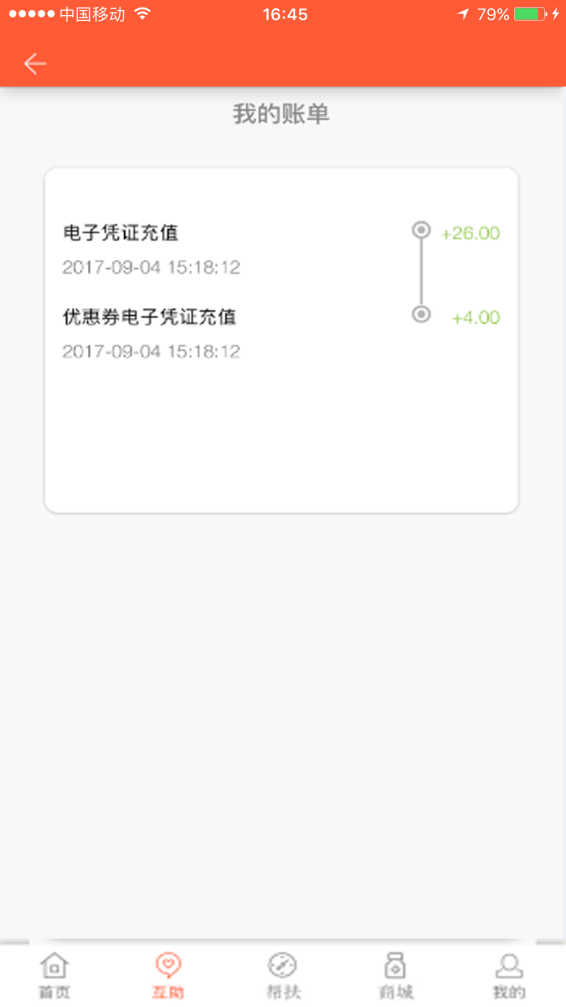 中国移动 16:45 79%
我的账单
电子凭证充值 +26.00
2017-09-04 15:18:12
优惠券电子凭证充值 +4.00
2017-09-04 15:18:12
首页 互助 帮扶 商城 我的